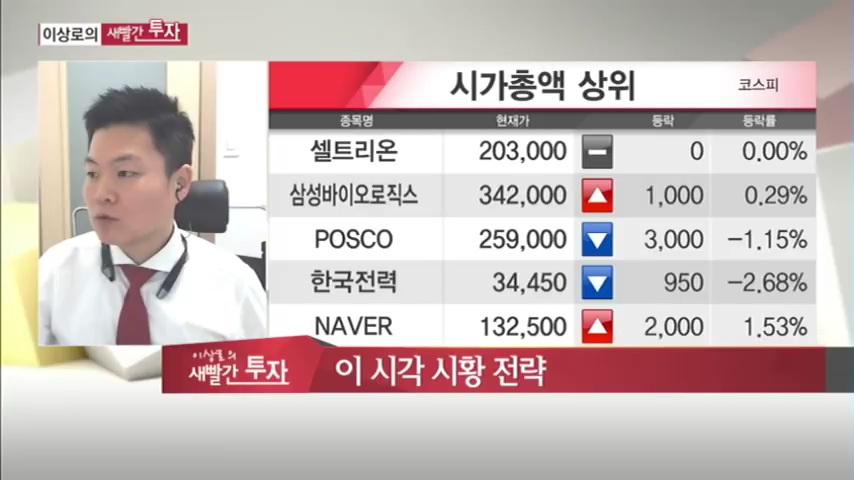 이상로의 새빨간 투자
시가총액 상위 코스피
종목명 현재가 등락 등락률
셀트리온 203,000 0 0.00%
삼성바이오로직스 342,000 1,000 0.29%
POSCO 259,000 3,000 -1.15%
한국전력 34,450 950 -2.68%
NAVER 132,500 2,000 1.53%
이상로의
새빨간 투자 이 시각 시황 전략